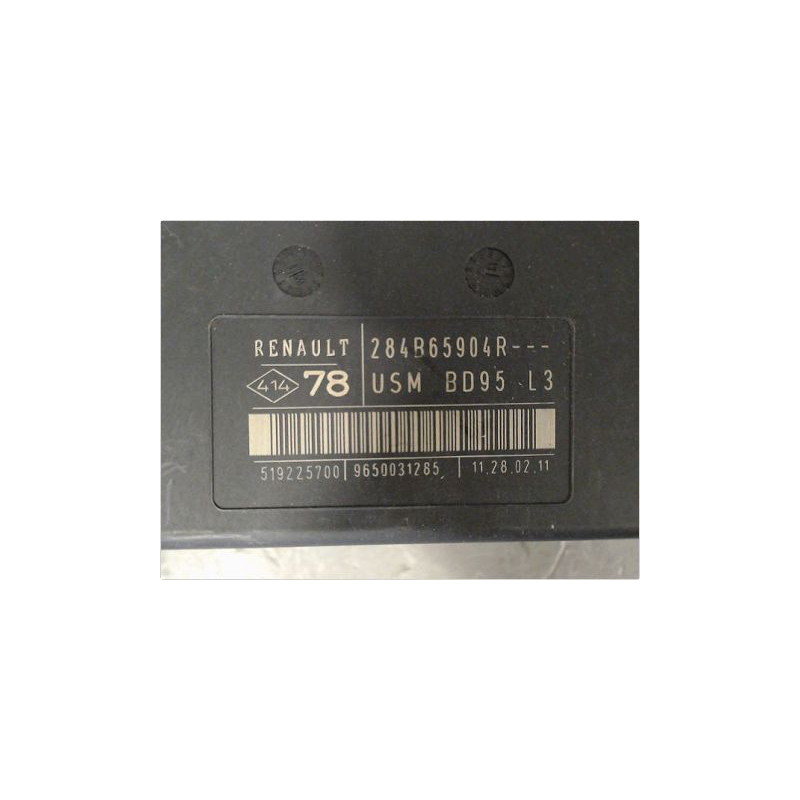 RENAULT 284B65904R---
414 78 USM BD95 L3
519225700 9650031285 11.28.02.11